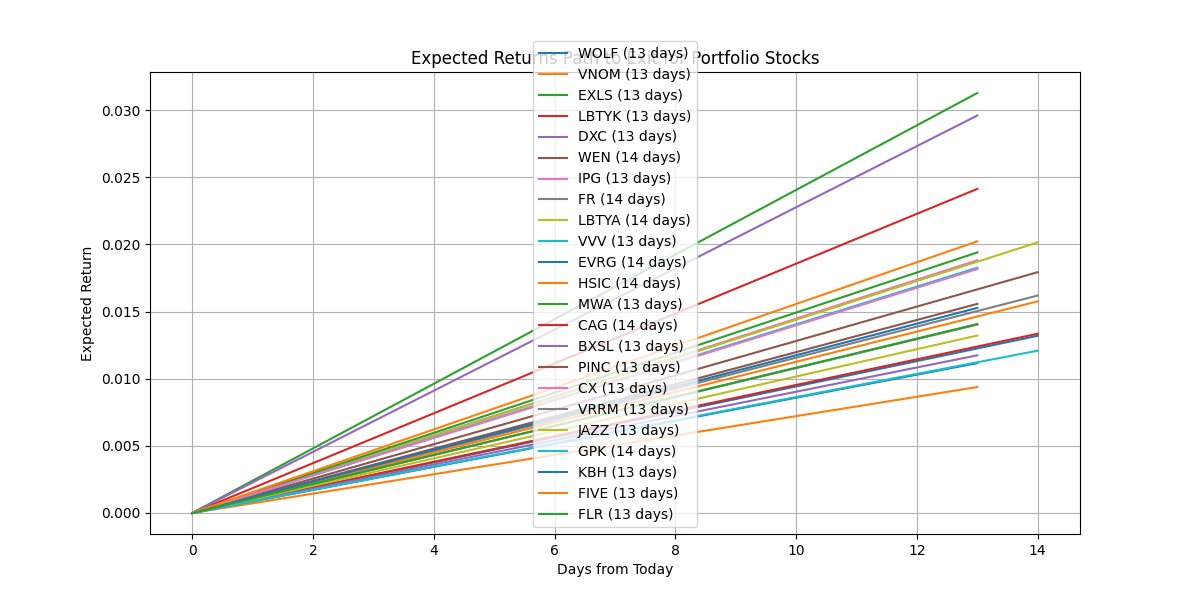 Expected Returns Path to Exit for Portfolio Stocks
WOLF (13 days)
VNOM (13 days)
EXLS (13 days)
LBTYK (13 days)
DXC (13 days)
WEN (14 days)
IPG (13 days)
FR (14 days)
LBTYA (14 days)
VVV (13 days)
EVRG (14 days)
HSIC (14 days)
MWA (13 days)
CAG (14 days)
BXSL (13 days)
PINC (13 days)
CX (13 days)
VRRM (13 days)
JAZZ (13 days)
GPK (14 days)
KBH (13 days)
FIVE (13 days)
FLR (13 days)
Expected Return
0.030
0.025
0.020
0.015
0.010
0.005
0.000
0 2 4 6 8 10 12 14
Days from Today